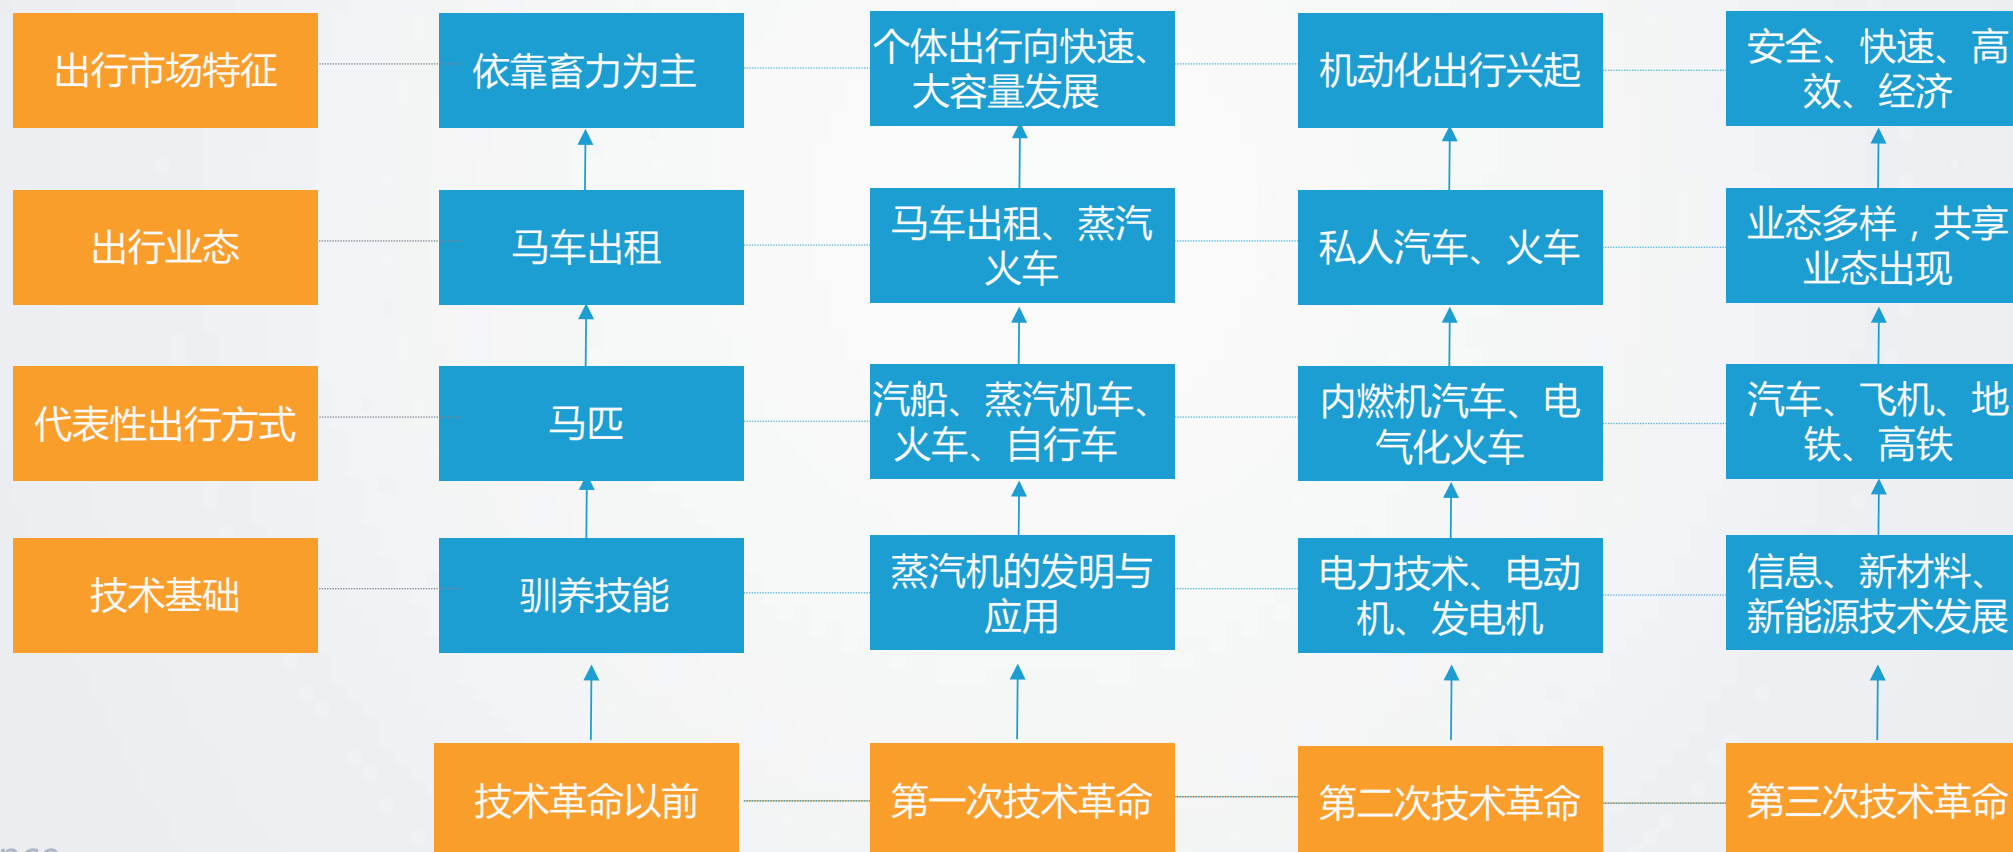 出行市场特征
依靠畜力为主
个体出行向快速、
大容量发展
机动化出行兴起
安全、快速、高
效、经济
出行业态
马车出租
马车出租、蒸汽
火车
私人汽车、火车
业态多样，共享
业态出现
代表性出行方式
马匹
汽船、蒸汽机车、
火车、自行车
内燃机汽车、电
气化火车
汽车、飞机、地
铁、高铁
技术基础
驯养技能
蒸汽机的发明与
应用
电力技术、电动
机、发电机
信息、新材料、
新能源技术发展
技术革命以前
第一次技术革命
第二次技术革命
第三次技术革命